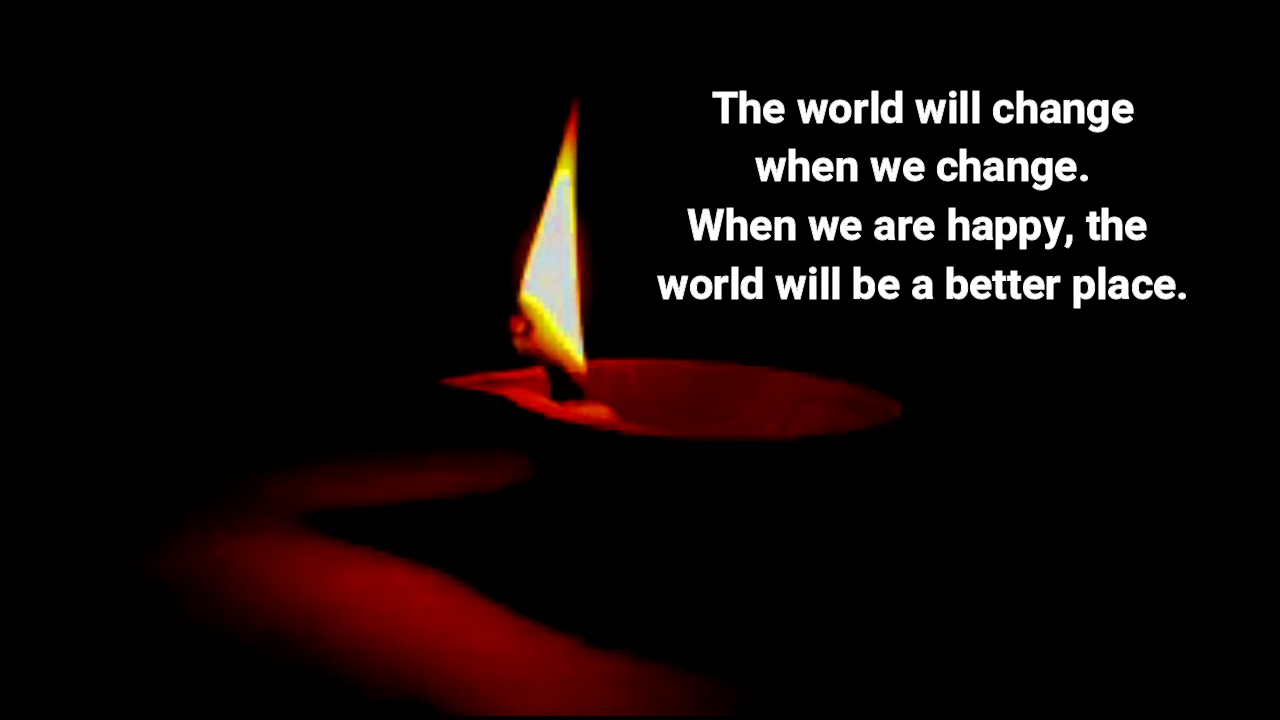 The world will change
when we change.
When we are happy, the
world will be a better place.